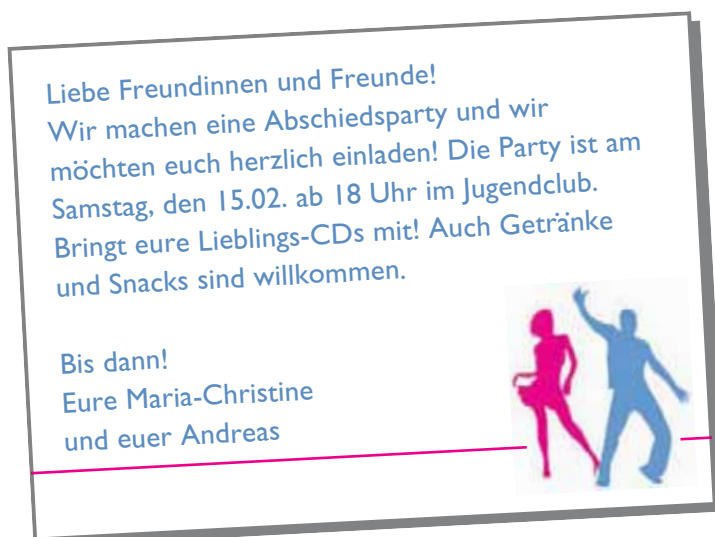 Liebe Freundinnen und Freunde!
Wir machen eine Abschiedsparty und wir
möchten euch herzlich einladen! Die Party ist am
Samstag, den 15.02. ab 18 Uhr im Jugendclub.
Bringt eure Lieblings-CDs mit! Auch Getränke
und Snacks sind willkommen.
Bis dann!
Eure Maria-Christine
und euer Andreas